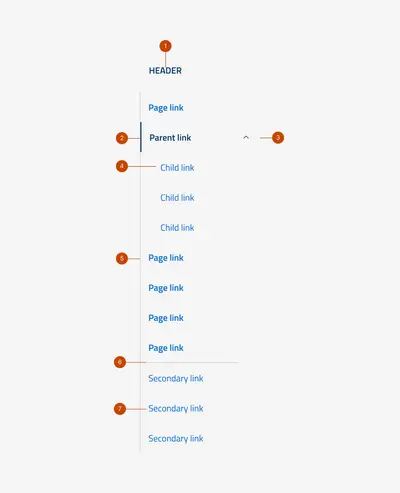 1
HEADER
Page link
2
Parent link
3
4
Child link
Child link
Child link
5
Page link
Page link
Page link
Page link
6
Secondary link
7
Secondary link
Secondary link